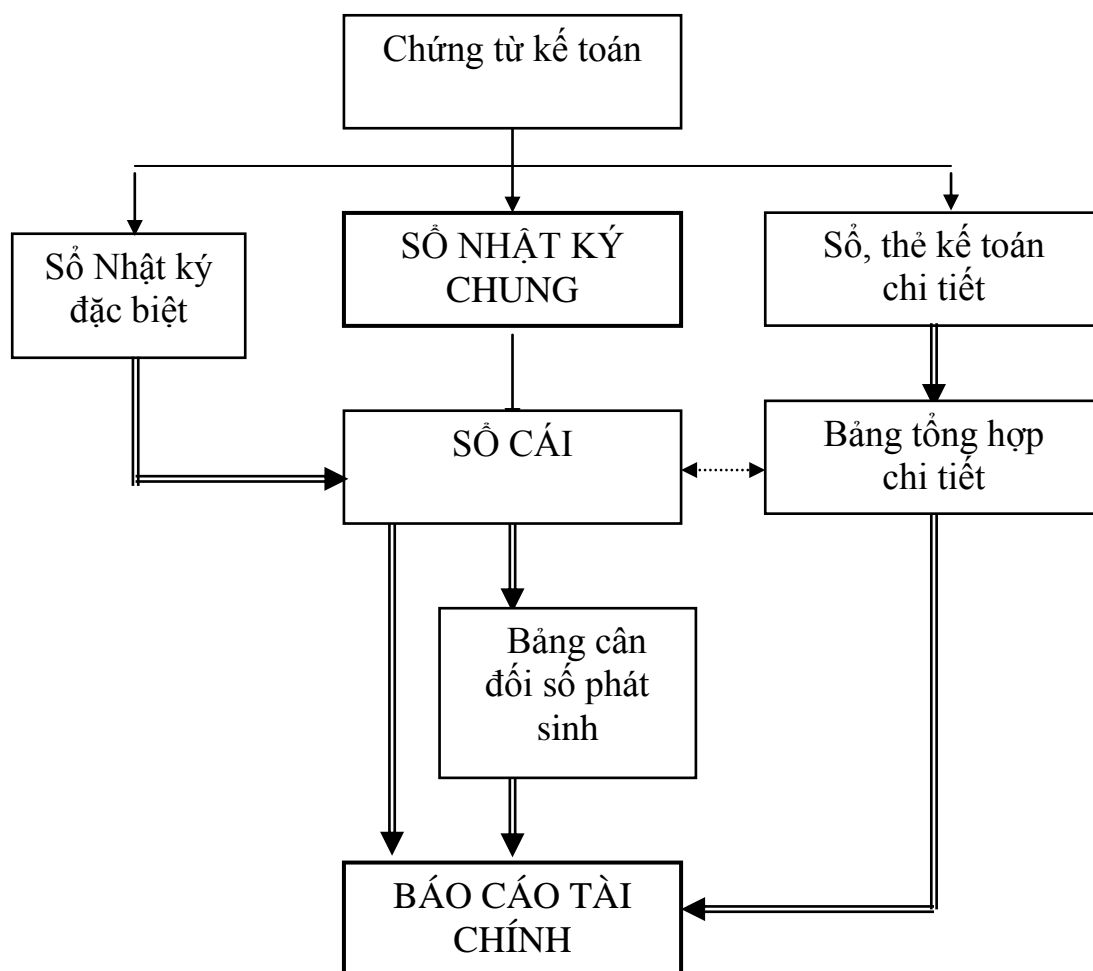 Chứng từ kế toán
Sổ Nhật ký
đặc biệt
SỔ NHẬT KÝ
CHUNG
Sổ, thẻ kế toán
chi tiết
SỔ CÁI
Bảng tổng hợp
chi tiết
Bảng cân
đối số phát
sinh
BÁO CÁO TÀI
CHÍNH